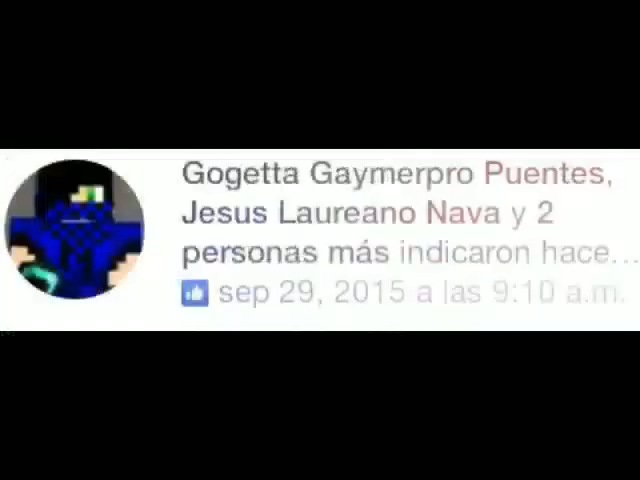 Gogetta Gaymerpro Puentes,
Jesus Laureano Nava y 2
personas más indicaron hace...
sep 29, 2015 a las 9:10 a.m.